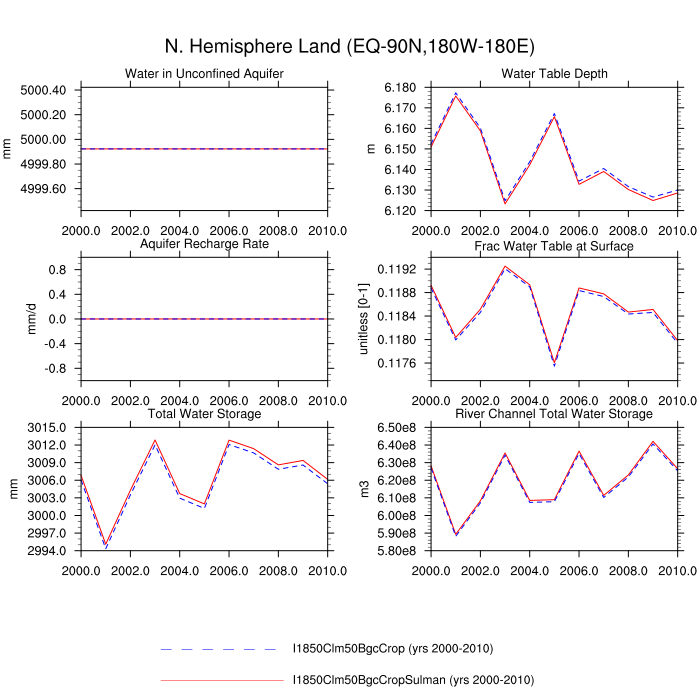 N. Hemisphere Land (EQ-90N,180W-180E)
Water in Unconfined Aquifer
5000.40
5000.20
5000.00
4999.80
4999.60
mm
2000.0 2002.0 2004.0 2006.0 2008.0 2010.0
Water Table Depth
6.180
6.170
6.160
6.150
6.140
6.130
6.120
m
2000.0 2002.0 2004.0 2006.0 2008.0 2010.0
Aquifer Recharge Rate
0.8
0.4
0.0
-0.4
-0.8
mm/d
2000.0 2002.0 2004.0 2006.0 2008.0 2010.0
Frac Water Table at Surface
0.1192
0.1188
0.1184
0.1180
0.1176
unitless [0-1]
2000.0 2002.0 2004.0 2006.0 2008.0 2010.0
Total Water Storage
3015.0
3012.0
3009.0
3006.0
3003.0
3000.0
2997.0
2994.0
mm
2000.0 2002.0 2004.0 2006.0 2008.0 2010.0
River Channel Total Water Storage
6.50e8
6.40e8
6.30e8
6.20e8
6.10e8
6.00e8
5.90e8
5.80e8
m3
2000.0 2002.0 2004.0 2006.0 2008.0 2010.0
I1850Clm50BgcCrop (yrs 2000-2010)
I1850Clm50BgcCropSulman (yrs 2000-2010)